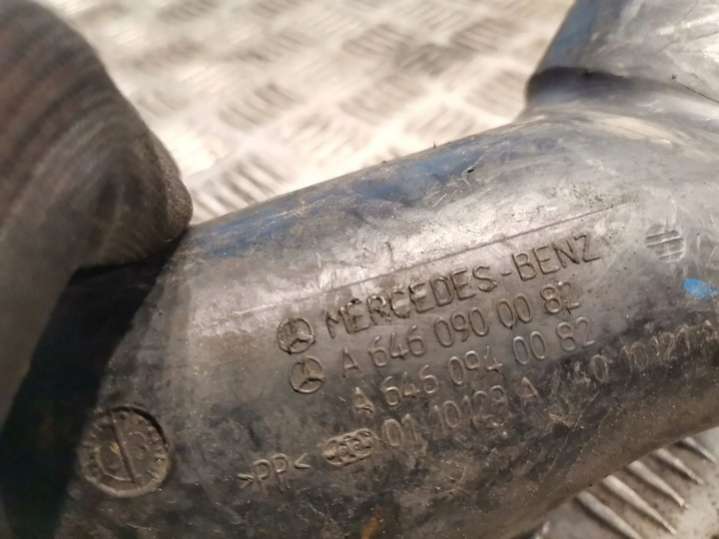 MERCEDES-BENZ
A 646 090 00 82
A 646 094 00 82
>PP< 01 10129 A